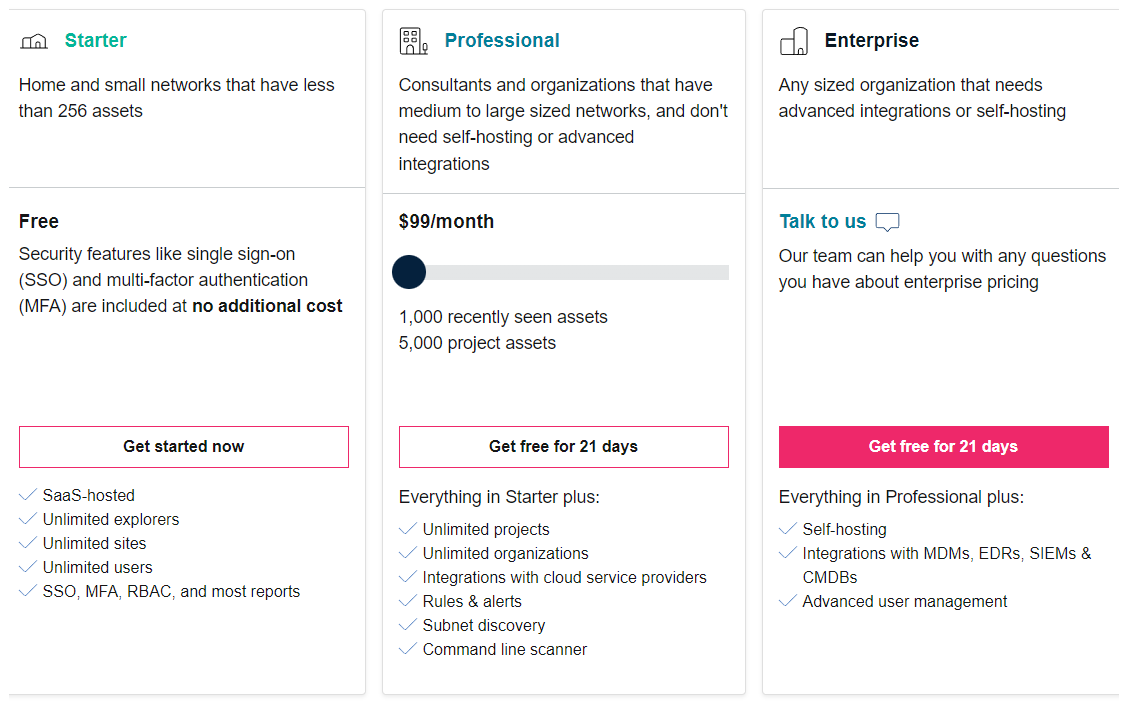 Starter
Home and small networks that have less
than 256 assets
Free
Security features like single sign-on
(SSO) and multi-factor authentication
(MFA) are included at no additional cost
Get started now
SaaS-hosted
Unlimited explorers
Unlimited sites
Unlimited users
SSO, MFA, RBAC, and most reports
Professional
Consultants and organizations that have
medium to large sized networks, and don't
need self-hosting or advanced
integrations
$99/month
1,000 recently seen assets
5,000 project assets
Get free for 21 days
Everything in Starter plus:
Unlimited projects
Unlimited organizations
Integrations with cloud service providers
Rules & alerts
Subnet discovery
Command line scanner
Enterprise
Any sized organization that needs
advanced integrations or self-hosting
Talk to us
Our team can help you with any questions
you have about enterprise pricing
Get free for 21 days
Everything in Professional plus:
Self-hosting
Integrations with MDMs, EDRs, SIEMs &
CMDBs
Advanced user management